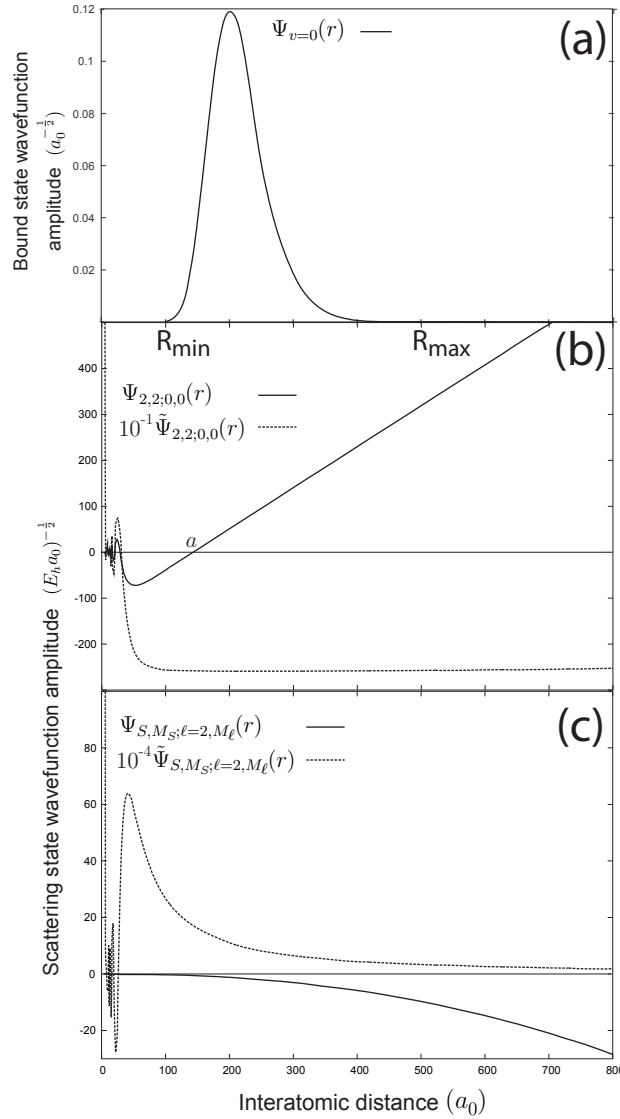 0.12
0.1
0.08
0.06
0.04
0.02
Bound state wavefunction
amplitude (a₀^{-1/2})
Ψ_{v=0}(r)
(a)
R_min
R_max
(b)
400
300
200
100
0
-100
-200
Ψ_{2,2;0,0}(r)
10^{-1} Ψ̃_{2,2;0,0}(r)
a
Scattering state wavefunction amplitude (E_h a₀)^{-1/2}
Ψ_{S,M_S;ℓ=2,M_ℓ}(r)
10^{-4} Ψ̃_{S,M_S;ℓ=2,M_ℓ}(r)
(c)
80
60
40
20
0
-20
0 100 200 300 400 500 600 700 800
Interatomic distance (a₀)